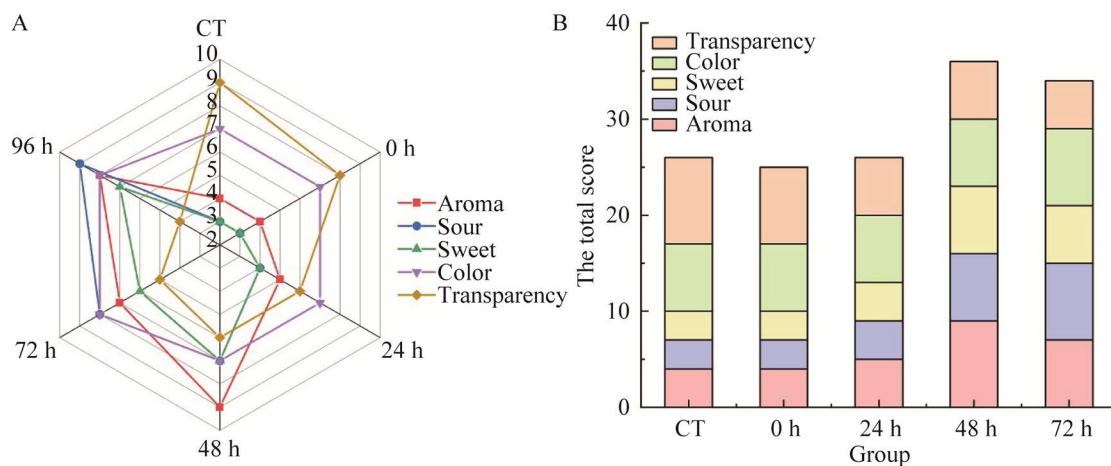 A
CT
10
9
8
7
6
5
4
3
2
96 h
0 h
72 h
24 h
48 h
Aroma
Sour
Sweet
Color
Transparency
B
The total score
40
30
20
10
0
Transparency
Color
Sweet
Sour
Aroma
CT
0 h
24 h
48 h
72 h
Group